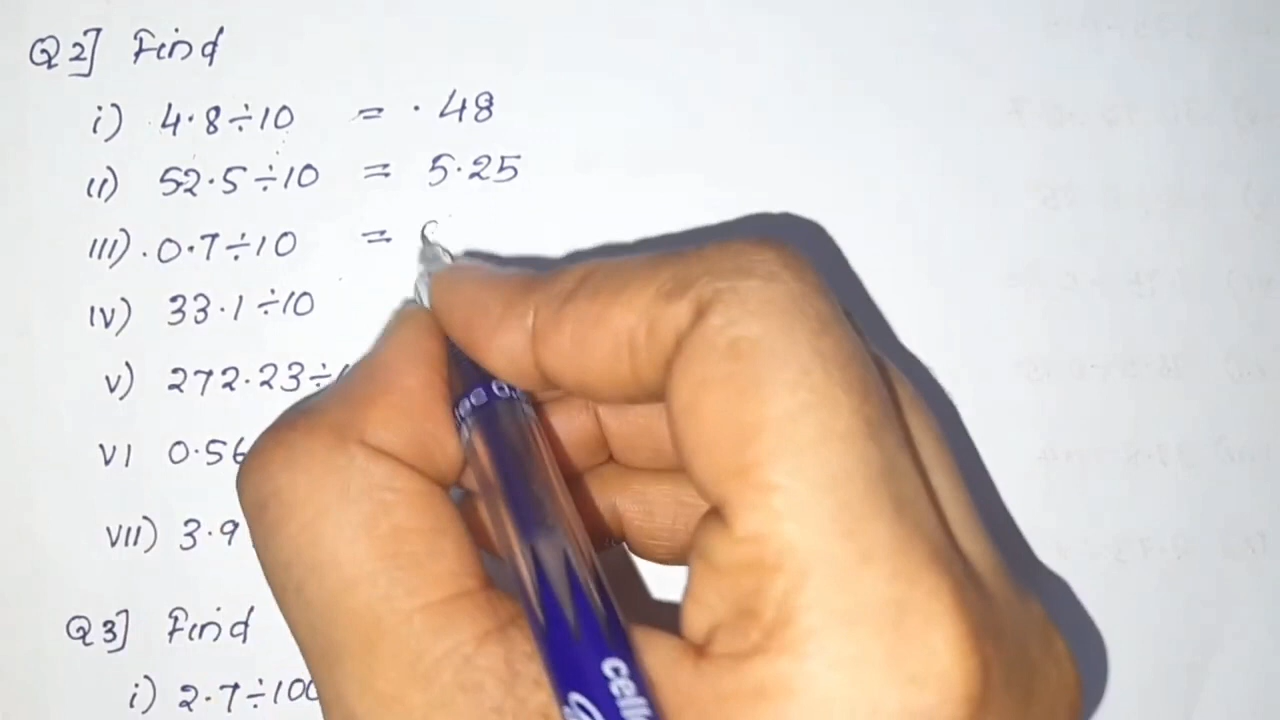 Q2] Find
i) 4.8÷10 = .48
ii) 52.5÷10 = 5.25
iii) .0.7÷10 =
iv) 33.1÷10
v) 272.23÷
VI 0.56
VII) 3.9
Q3] Find
i) 2.7÷100
cello